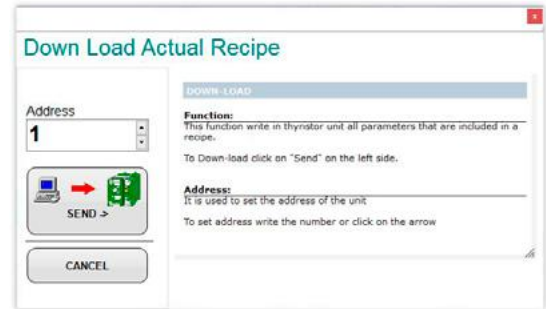 x
Down Load Actual Recipe
Address
1
SEND ->
CANCEL
DOWN-LOAD
Function:
This function write in thyristor unit all parameters that are included in a
recipe.
To Down-load click on "Send" on the left side.
Address:
It is used to set the address of the unit
To set address write the number or click on the arrow